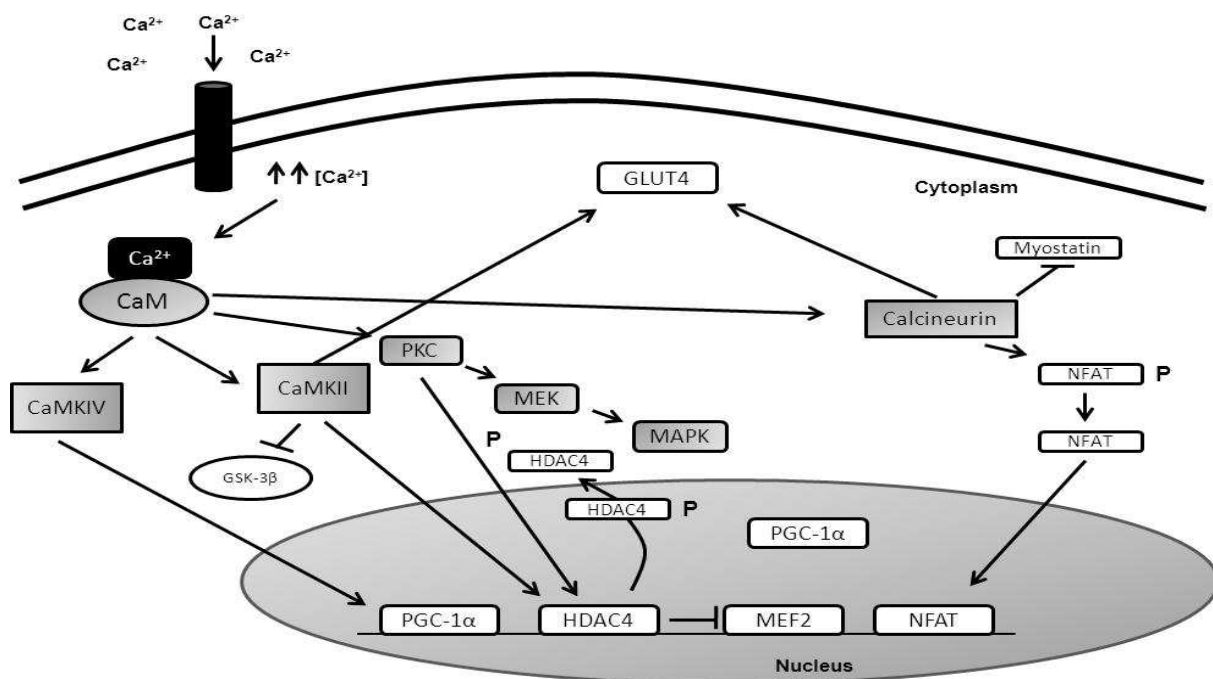 Ca²⁺ Ca²⁺
Ca²⁺ Ca²⁺
[Ca²⁺]
GLUT4
Cytoplasm
Ca²⁺
Myostatin
CaM
Calcineurin
PKC
NFAT P
CaMKII
MEK
CaMKIV
MAPK
P
NFAT
HDAC4
GSK-3β
HDAC4 P
PGC-1α
PGC-1α HDAC4 MEF2 NFAT
Nucleus